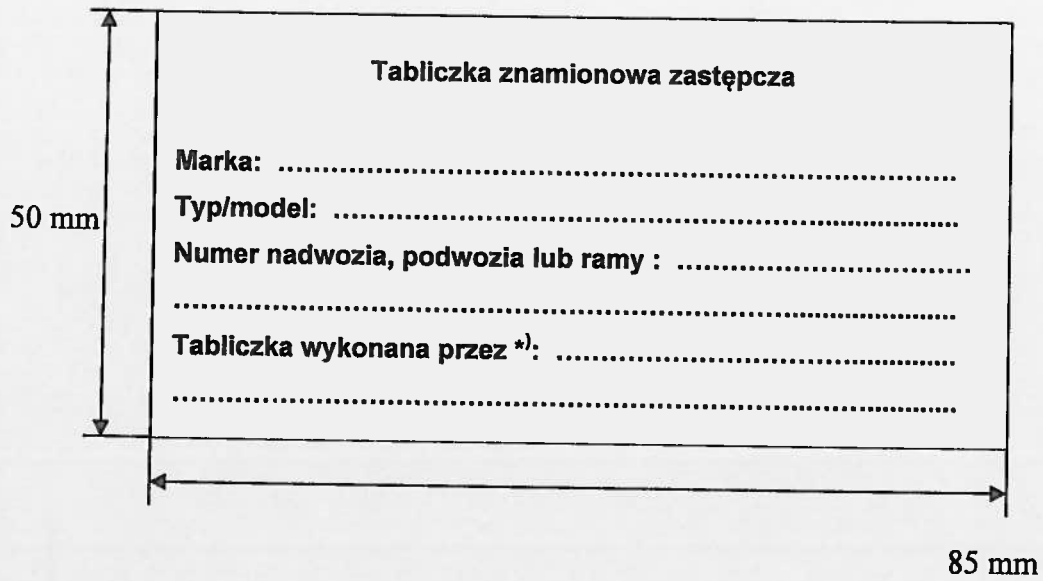 Tabliczka znamionowa zastępcza
Marka: ........................................................................
Typ/model: ..................................................................
50 mm
Numer nadwozia, podwozia lub ramy : ...............................
...................................................................................
Tabliczka wykonana przez *): ..........................................
...................................................................................
85 mm